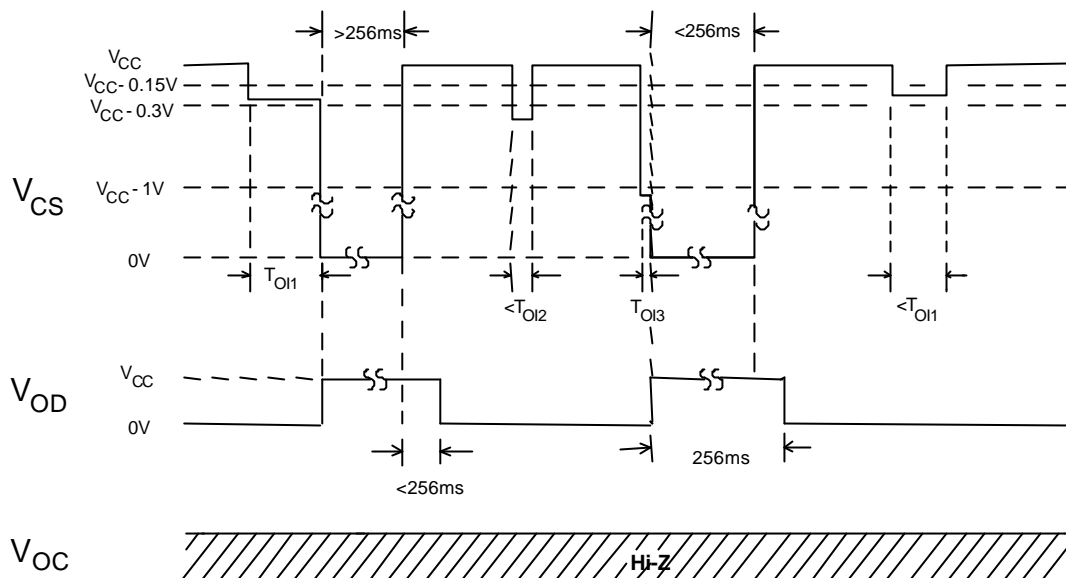 >256ms
<256ms
VCC
VCC- 0.15V
VCC- 0.3V
VCS
VCC- 1V
0V
TOI1
<TOI2
TOI3
<TOI1
VOD
VCC
0V
<256ms
256ms
VOC
Hi-Z